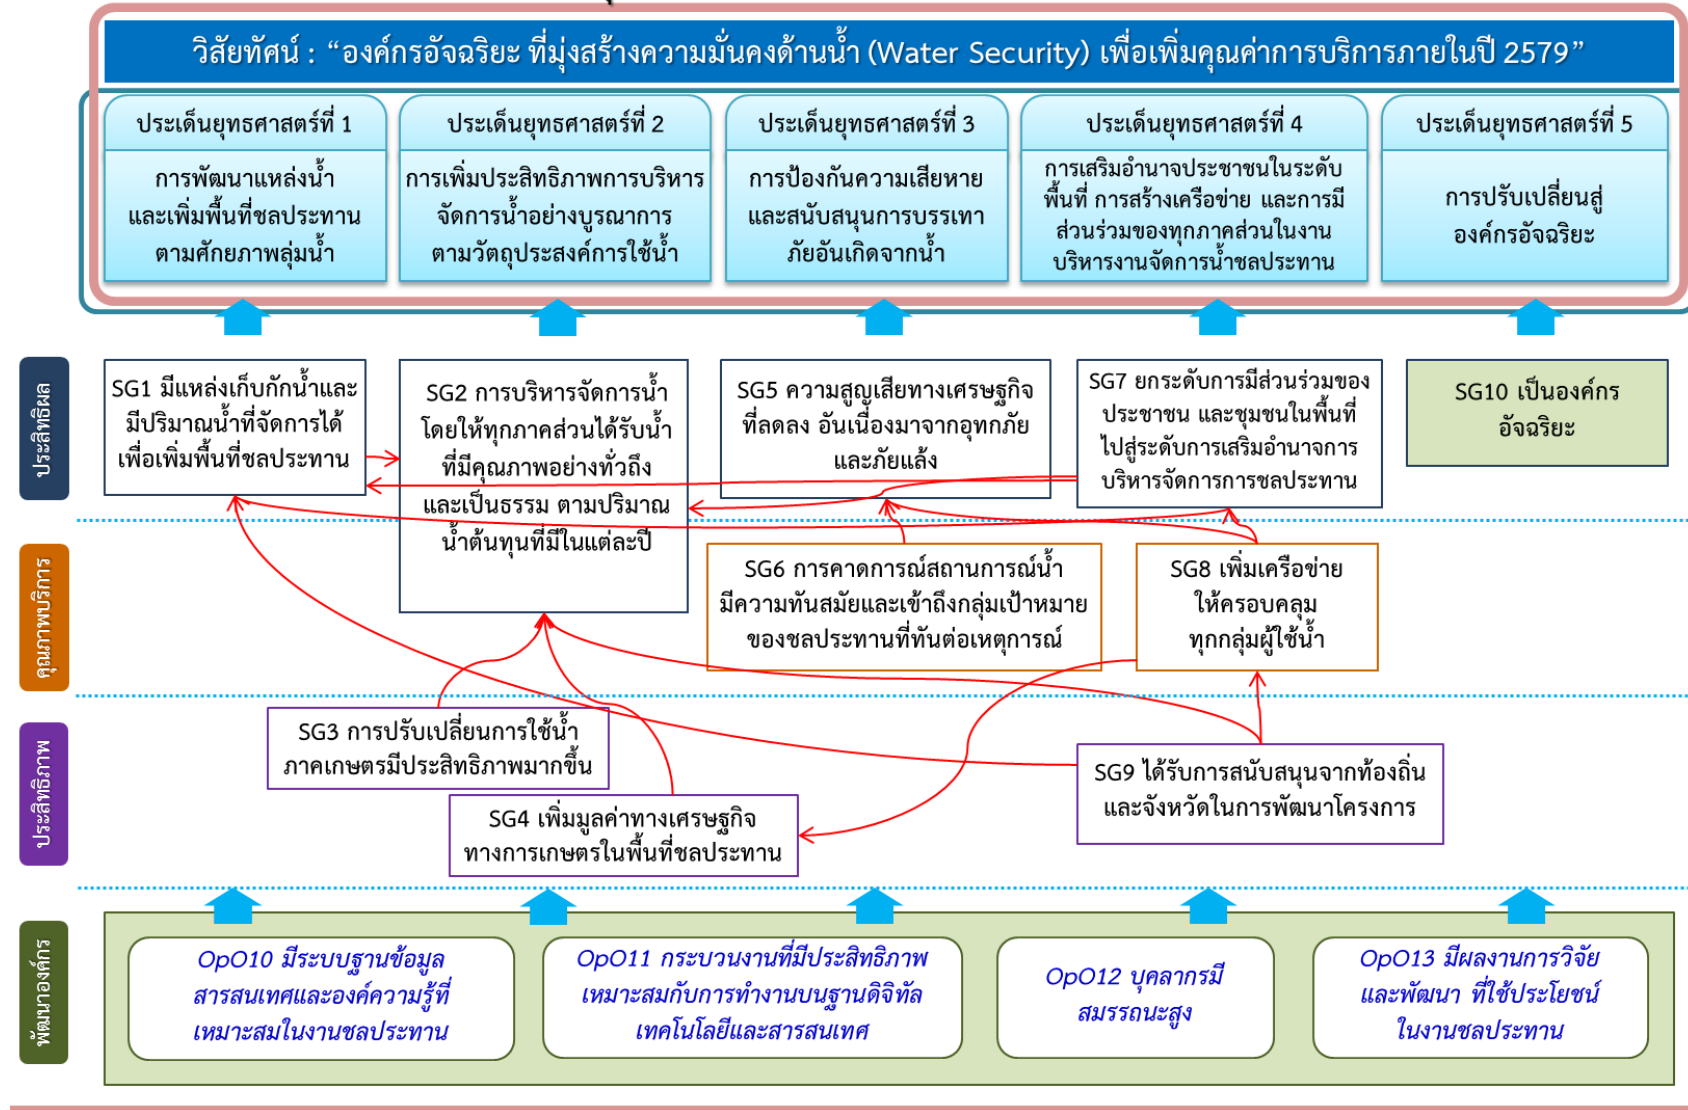 วิสัยทัศน์ : “องค์กรอัจฉริยะ ที่มุ่งสร้างความมั่นคงด้านน้ำ (Water Security) เพื่อเพิ่มคุณค่าการบริการภายในปี 2579”
ประเด็นยุทธศาสตร์ที่ 1
การพัฒนาแหล่งน้ำ
และเพิ่มพื้นที่ชลประทาน
ตามศักยภาพลุ่มน้ำ
ประเด็นยุทธศาสตร์ที่ 2
การเพิ่มประสิทธิภาพการบริหาร
จัดการน้ำอย่างบูรณาการ
ตามวัตถุประสงค์การใช้น้ำ
ประเด็นยุทธศาสตร์ที่ 3
การป้องกันความเสียหาย
และสนับสนุนการบรรเทา
ภัยอันเกิดจากน้ำ
ประเด็นยุทธศาสตร์ที่ 4
การเสริมอำนาจประชาชนในระดับ
พื้นที่ การสร้างเครือข่าย และการมี
ส่วนร่วมของทุกภาคส่วนในงาน
บริหารงานจัดการน้ำชลประทาน
ประเด็นยุทธศาสตร์ที่ 5
การปรับเปลี่ยนสู่
องค์กรอัจฉริยะ
ประสิทธิผล
SG1 มีแหล่งเก็บกักน้ำและ
มีปริมาณน้ำที่จัดการได้
เพื่อเพิ่มพื้นที่ชลประทาน
SG2 การบริหารจัดการน้ำ
โดยให้ทุกภาคส่วนได้รับน้ำ
ที่มีคุณภาพอย่างทั่วถึง
และเป็นธรรม ตามปริมาณ
น้ำต้นทุนที่มีในแต่ละปี
SG5 ความสูญเสียทางเศรษฐกิจ
ที่ลดลง อันเนื่องมาจากอุทกภัย
และภัยแล้ง
SG7 ยกระดับการมีส่วนร่วมของ
ประชาชน และชุมชนในพื้นที่
ไปสู่ระดับการเสริมอำนาจการ
บริหารจัดการการชลประทาน
SG10 เป็นองค์กร
อัจฉริยะ
คุณภาพบริการ
SG6 การคาดการณ์สถานการณ์น้ำ
มีความทันสมัยและเข้าถึงกลุ่มเป้าหมาย
ของชลประทานที่ทันต่อเหตุการณ์
SG8 เพิ่มเครือข่าย
ให้ครอบคลุม
ทุกกลุ่มผู้ใช้น้ำ
ประสิทธิภาพ
SG3 การปรับเปลี่ยนการใช้น้ำ
ภาคเกษตรมีประสิทธิภาพมากขึ้น
SG4 เพิ่มมูลค่าทางเศรษฐกิจ
ทางการเกษตรในพื้นที่ชลประทาน
SG9 ได้รับการสนับสนุนจากท้องถิ่น
และจังหวัดในการพัฒนาโครงการ
พัฒนาองค์กร
OpO10 มีระบบฐานข้อมูล
สารสนเทศและองค์ความรู้ที่
เหมาะสมในงานชลประทาน
OpO11 กระบวนงานที่มีประสิทธิภาพ
เหมาะสมกับการทำงานบนฐานดิจิทัล
เทคโนโลยีและสารสนเทศ
OpO12 บุคลากรมี
สมรรถนะสูง
OpO13 มีผลงานการวิจัย
และพัฒนา ที่ใช้ประโยชน์
ในงานชลประทาน